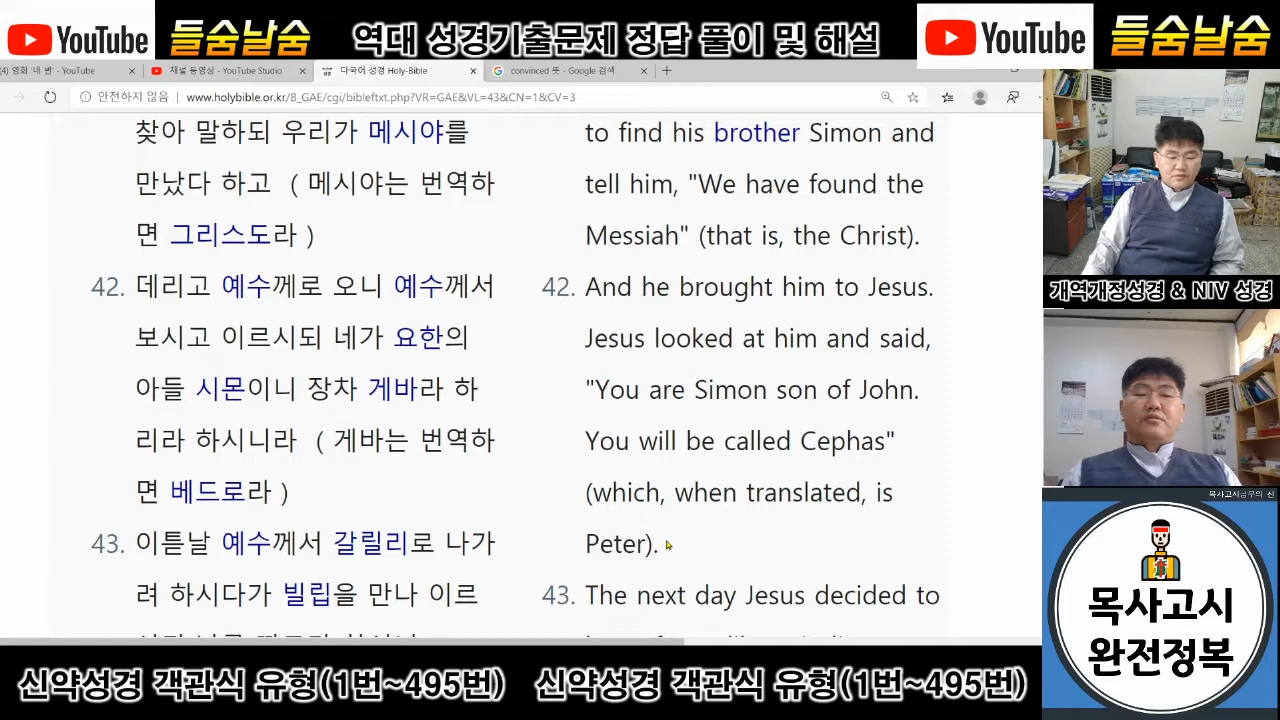 YouTube 들숨날숨 역대 성경기출문제 정답 풀이 및 해설 YouTube 들숨날숨
(4) 영화 '네 번' - YouTube × 채널 동영상 - YouTube Studio × 다국어 성경 Holy-Bible × convinced 뜻 - Google 검색 × +
안전하지 않음 | www.holybible.or.kr/B_GAE/cgi/bibleftxt.php?VR=GAE&VL=43&CN=1&CV=3
찾아 말하되 우리가 메시야를
만났다 하고 ( 메시야는 번역하
면 그리스도라 )
42. 데리고 예수께로 오니 예수께서
보시고 이르시되 네가 요한의
아들 시몬이니 장차 게바라 하
리라 하시니라 ( 게바는 번역하
면 베드로라 )
43. 이튿날 예수께서 갈릴리로 나가
려 하시다가 빌립을 만나 이르
to find his brother Simon and
tell him, "We have found the
Messiah" (that is, the Christ).
42. And he brought him to Jesus.
Jesus looked at him and said,
"You are Simon son of John.
You will be called Cephas"
(which, when translated, is
Peter).
43. The next day Jesus decided to
개역개정성경 & NIV 성경
목사고시공부의 신
목사고시
완전정복
신약성경 객관식 유형(1번~495번) 신약성경 객관식 유형(1번~495번)